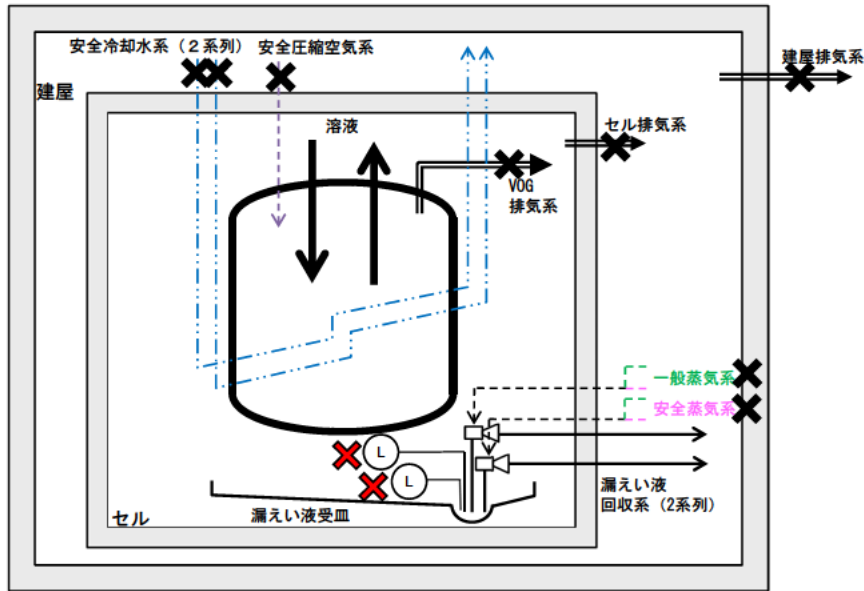 安全冷却水系（２系列）
安全圧縮空気系
建屋排気系
建屋
セル排気系
溶液
VOG
排気系
一般蒸気系
安全蒸気系
L
L
漏えい液
回収系（2系列）
漏えい液受皿
セル